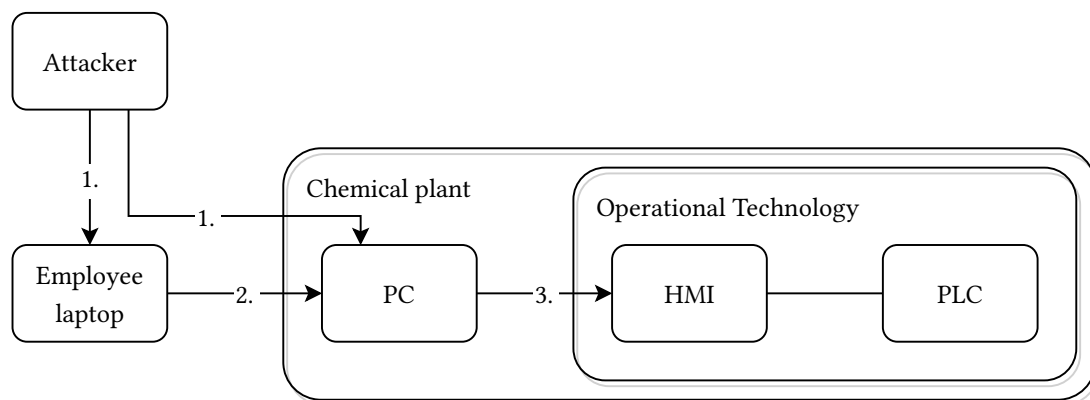 Attacker
1.
Chemical plant
Operational Technology
1.
Employee
laptop
2.
PC
3.
HMI
PLC